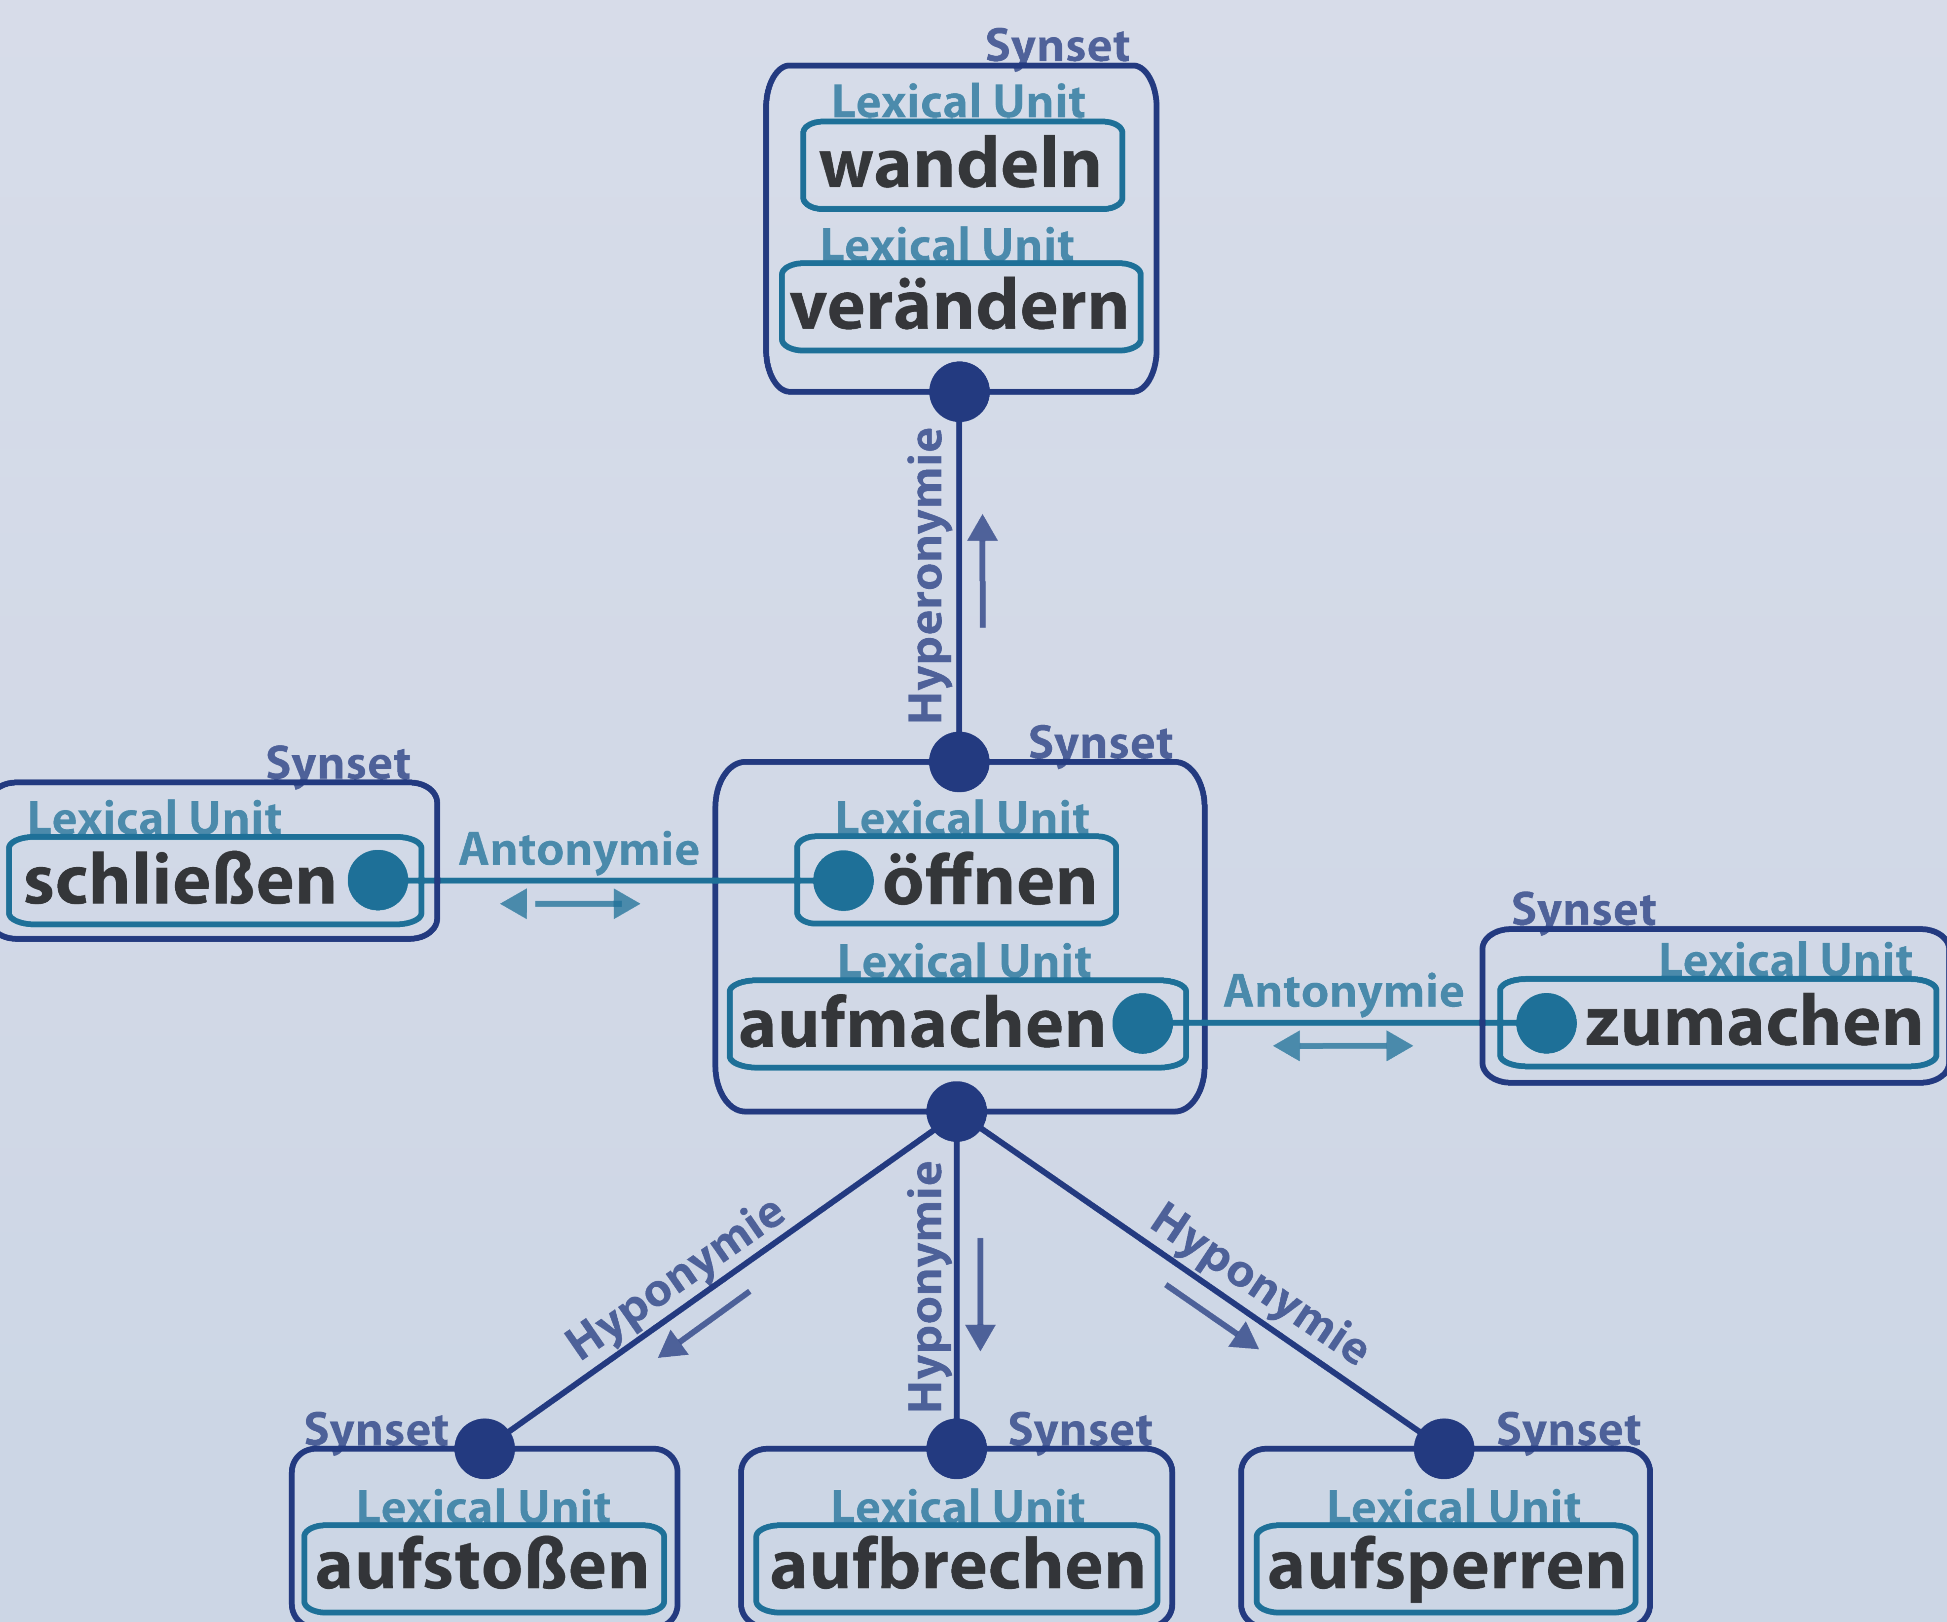 Synset
Lexical Unit
wandeln
Lexical Unit
verändern
Hyperonymie
Synset
Lexical Unit
schließen
Antonymie
Synset
Lexical Unit
öffnen
Lexical Unit
aufmachen
Antonymie
Synset
Lexical Unit
zumachen
Hyponymie
Hyponymie
Hyponymie
Synset
Lexical Unit
aufstoßen
Synset
Lexical Unit
aufbrechen
Synset
Lexical Unit
aufsperren